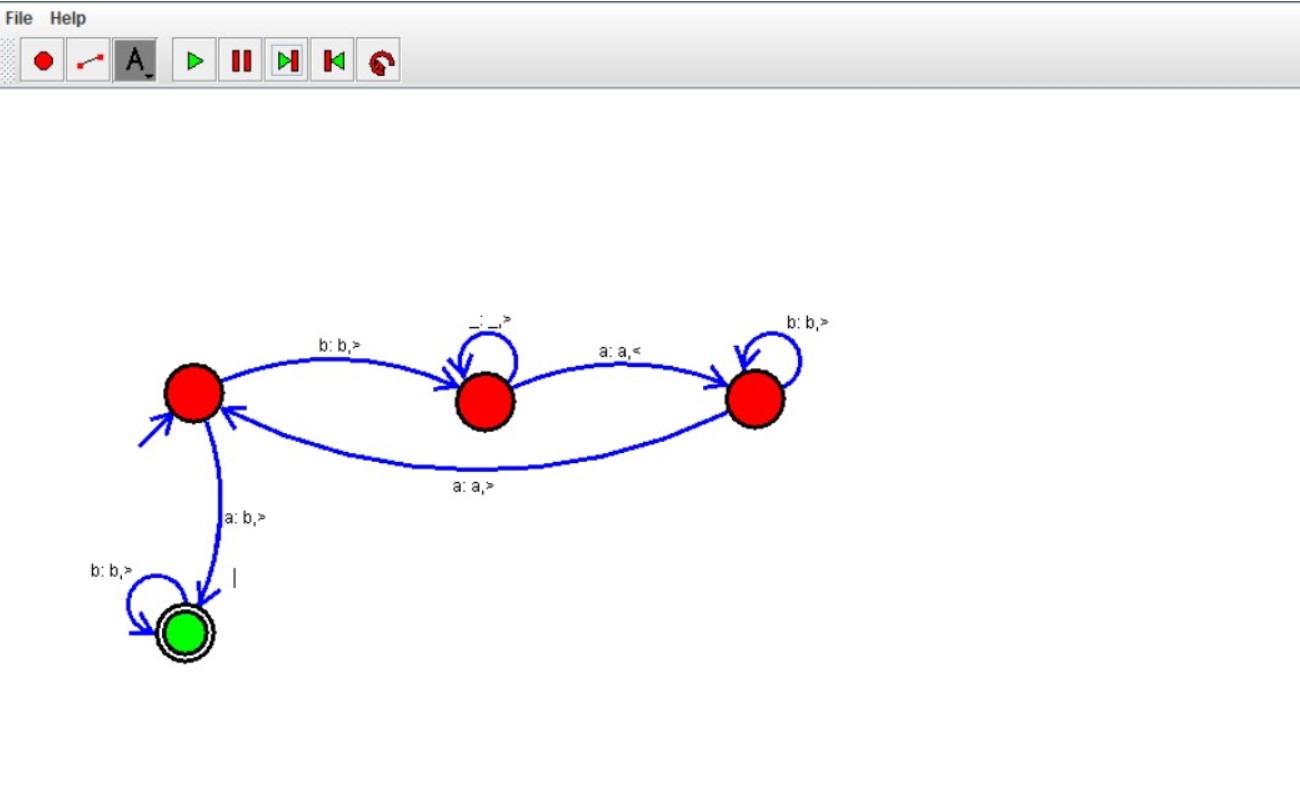 File Help
A
_: _,>
b: b,>
b: b,>
a: a,<
a: a,>
a: b,>
b: b,>